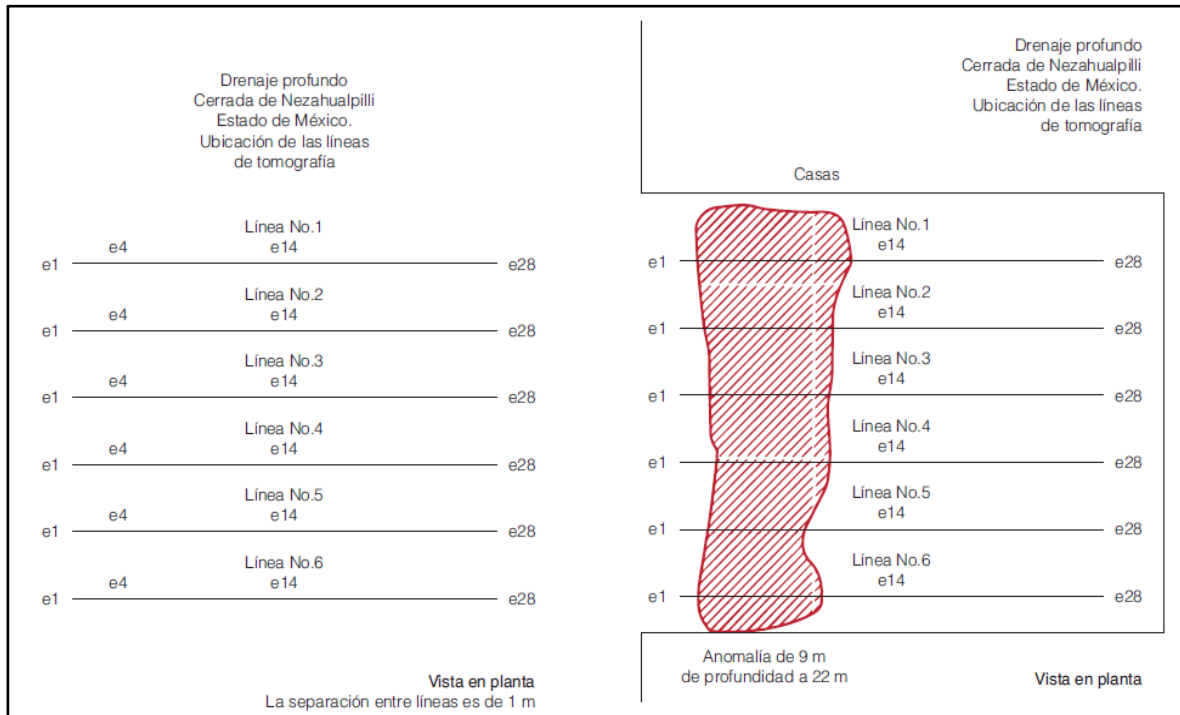 Drenaje profundo
Cerrada de Nezahualpilli
Estado de México.
Ubicación de las líneas
de tomografía
Línea No.1
e4 e14
e1 e28
Línea No.2
e4 e14
e1 e28
Línea No.3
e4 e14
e1 e28
Línea No.4
e4 e14
e1 e28
Línea No.5
e4 e14
e1 e28
Línea No.6
e4 e14
e1 e28
Vista en planta
La separación entre líneas es de 1 m
Drenaje profundo
Cerrada de Nezahualpilli
Estado de México.
Ubicación de las líneas
de tomografía
Casas
Línea No.1
e14
e1 e28
Línea No.2
e14
e1 e28
Línea No.3
e14
e1 e28
Línea No.4
e14
e1 e28
Línea No.5
e14
e1 e28
Línea No.6
e14
e1 e28
Anomalía de 9 m
de profundidad a 22 m
Vista en planta